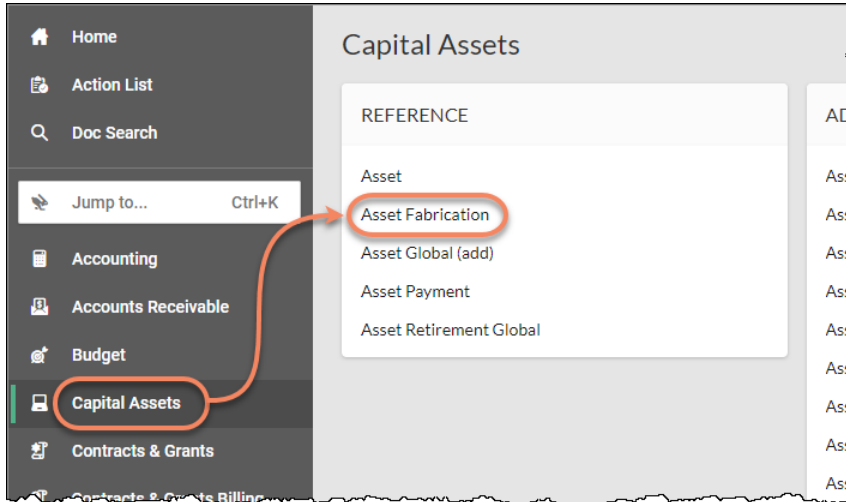 Home
Action List
Doc Search
Jump to... Ctrl+K
Accounting
Accounts Receivable
Budget
Capital Assets
Contracts & Grants
Capital Assets
REFERENCE
Asset
Asset Fabrication
Asset Global (add)
Asset Payment
Asset Retirement Global